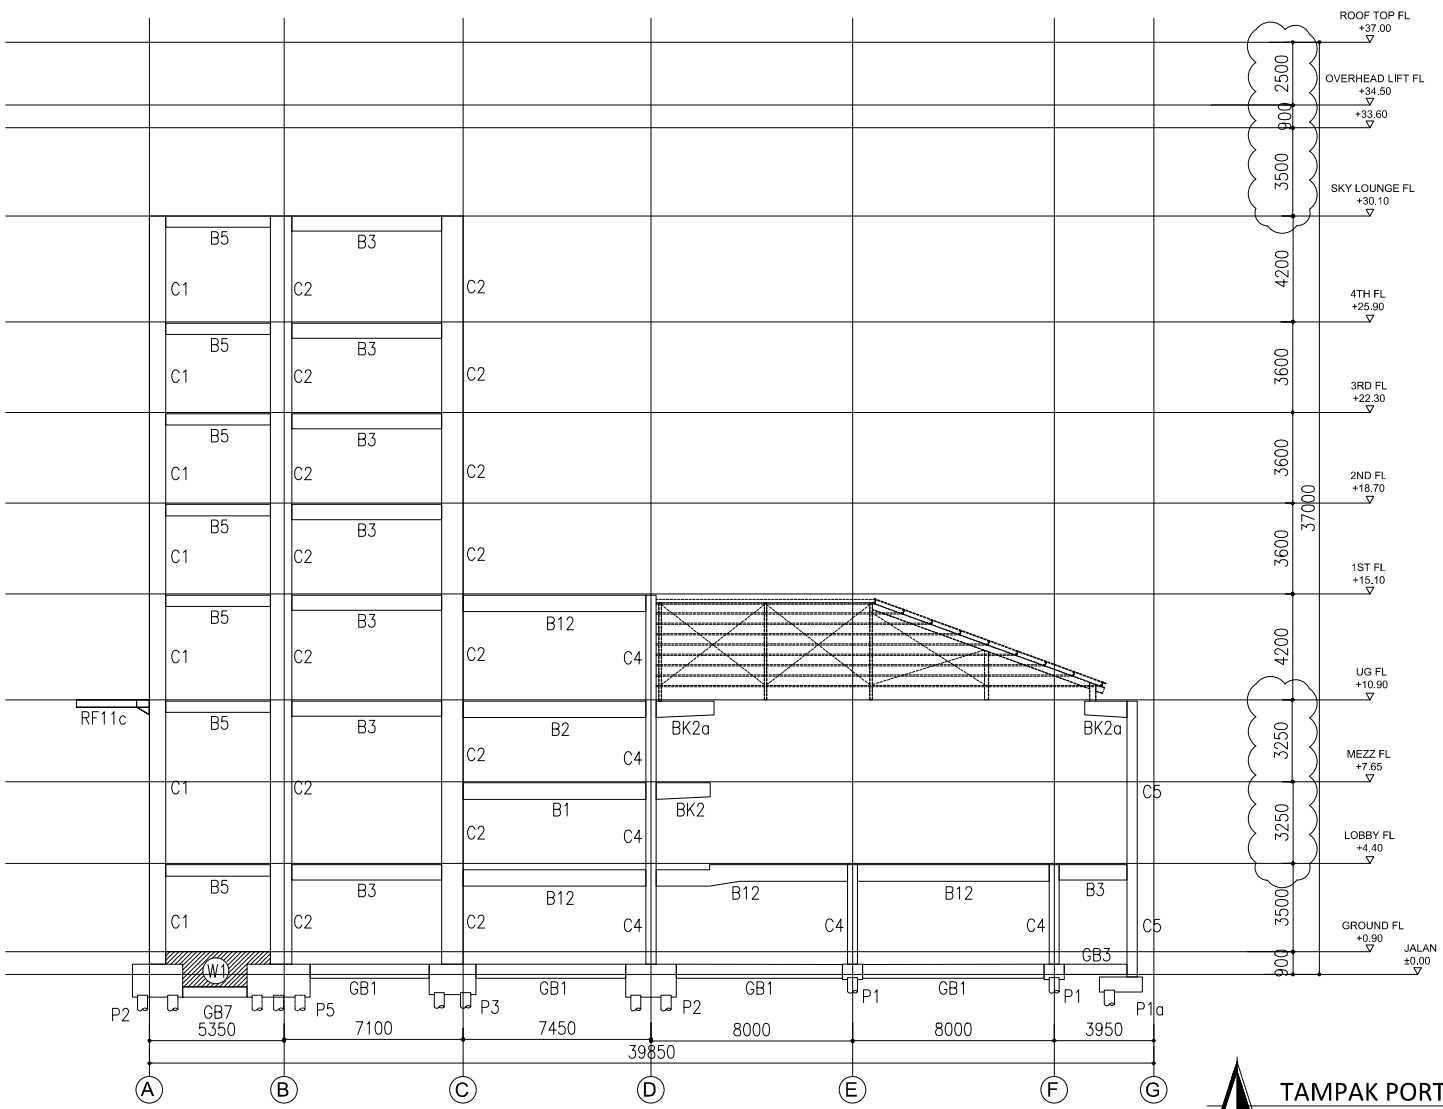 ROOF TOP FL
+37.00
2500
OVERHEAD LIFT FL
+34.50
900
+33.60
3500
SKY LOUNGE FL
+30.10
B5
B3
C1
C2
C2
4200
4TH FL
+25.90
B5
B3
C1
C2
C2
3600
3RD FL
+22.30
B5
B3
C1
C2
C2
3600
2ND FL
+18.70
37000
B5
B3
C1
C2
C2
3600
1ST FL
+15.10
B5
B3
B12
C1
C2
C2
C4
4200
UG FL
+10.90
RF11c
B5
B3
B2
BK2a
BK2a
C2
C4
3250
MEZZ FL
+7.65
C1
C2
C5
B1
BK2
C2
C4
3250
LOBBY FL
+4.40
B5
B3
B12
B12
B12
B3
C1
C2
C2
C4
C4
C4
C5
3500
GROUND FL
+0.90
JALAN
±0,00
900
W1
GB3
GB1
GB1
GB1
GB1
P2
GB7
P5
P3
P2
P1
P1
P1a
5350
7100
7450
8000
8000
3950
39850
A
B
C
D
E
F
G
TAMPAK PORT